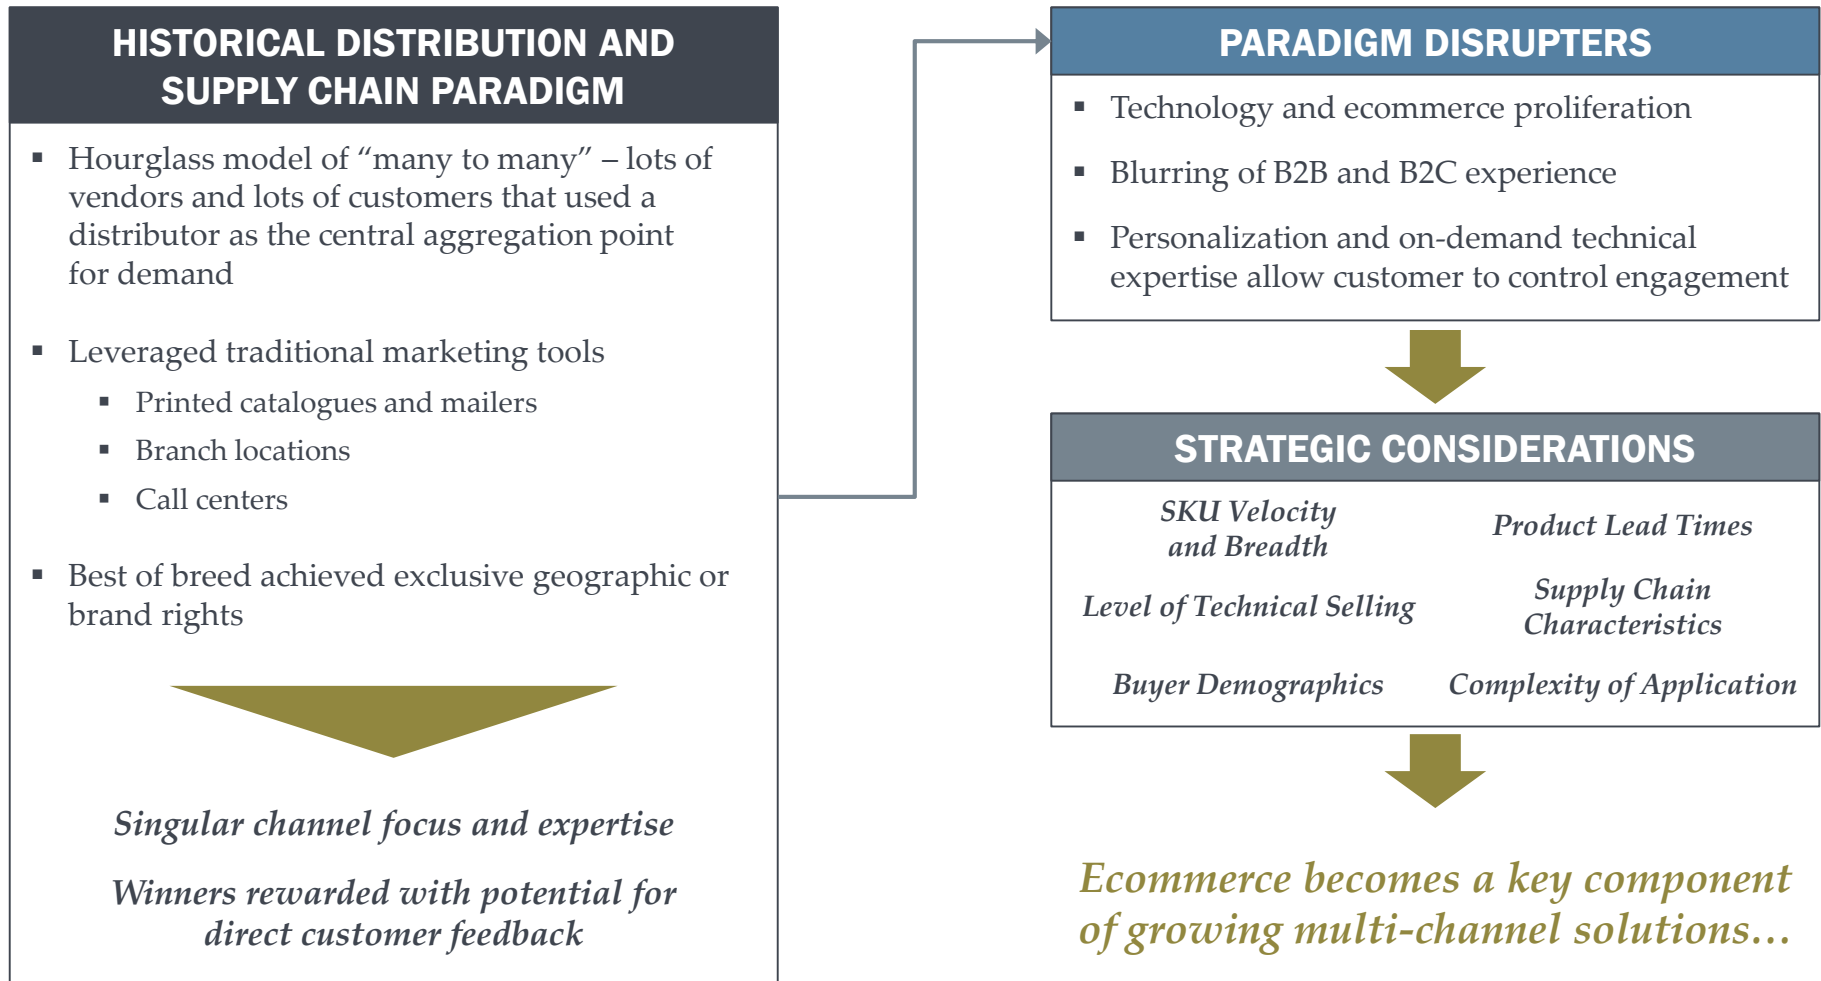 HISTORICAL DISTRIBUTION AND
SUPPLY CHAIN PARADIGM
▪ Hourglass model of “many to many” – lots of
vendors and lots of customers that used a
distributor as the central aggregation point
for demand
▪ Leveraged traditional marketing tools
▪ Printed catalogues and mailers
▪ Branch locations
▪ Call centers
▪ Best of breed achieved exclusive geographic or
brand rights
Singular channel focus and expertise
Winners rewarded with potential for
direct customer feedback
PARADIGM DISRUPTERS
▪ Technology and ecommerce proliferation
▪ Blurring of B2B and B2C experience
▪ Personalization and on-demand technical
expertise allow customer to control engagement
STRATEGIC CONSIDERATIONS
SKU Velocity
and Breadth
Product Lead Times
Level of Technical Selling
Supply Chain
Characteristics
Buyer Demographics
Complexity of Application
Ecommerce becomes a key component
of growing multi-channel solutions…